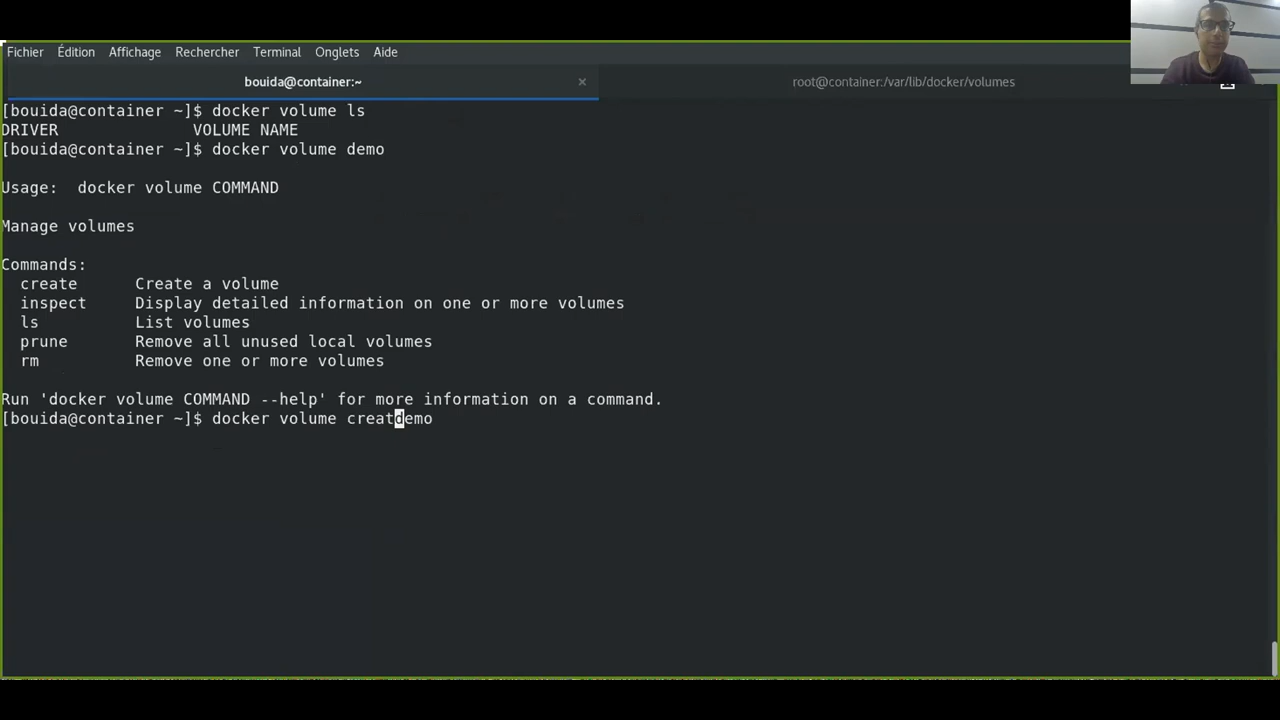 Fichier Édition Affichage Rechercher Terminal Onglets Aide
bouida@container:~ × root@container:/var/lib/docker/volumes
[bouida@container ~]$ docker volume ls
DRIVER VOLUME NAME
[bouida@container ~]$ docker volume demo
Usage: docker volume COMMAND
Manage volumes
Commands:
create Create a volume
inspect Display detailed information on one or more volumes
ls List volumes
prune Remove all unused local volumes
rm Remove one or more volumes
Run 'docker volume COMMAND --help' for more information on a command.
[bouida@container ~]$ docker volume creatdemo